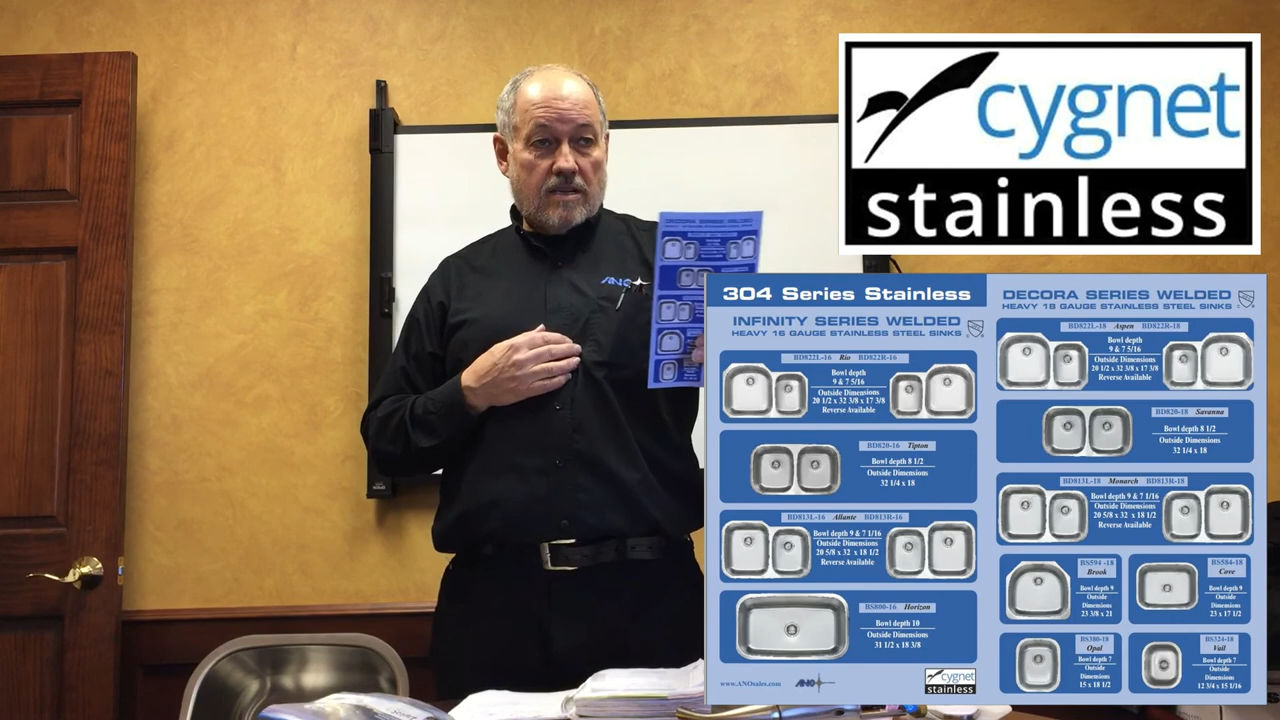 cygnet
stainless
ANO
DECORA SERIES WELDED
304 Series Stainless
INFINITY SERIES WELDED
HEAVY 16 GAUGE STAINLESS STEEL SINKS
BD822L-16 Rio BD822R-16
Bowl depth
9 & 7 5/16
Outside Dimensions
20 1/2 x 32 3/8 x 17 3/8
Reverse Available
BD820-16 Tipton
Bowl depth 8 1/2
Outside Dimensions
32 1/4 x 18
BD813L-16 Allante BD813R-16
Bowl depth 9 & 7 1/16
Outside Dimensions
20 5/8 x 32 x 18 1/2
Reverse Available
BS800-16 Horizon
Bowl depth 10
Outside Dimensions
31 1/2 x 18 3/8
www.ANOsales.com
ANO
cygnet
stainless
DECORA SERIES WELDED
HEAVY 18 GAUGE STAINLESS STEEL SINKS
BD822L-18 Aspen BD822R-18
Bowl depth
9 & 7 5/16
Outside Dimensions
20 1/2 x 32 3/8 x 17 3/8
Reverse Available
BD820-18 Savanna
Bowl depth 8 1/2
Outside Dimensions
32 1/4 x 18
BD813L-18 Monarch BD813R-18
Bowl depth 9 & 7 1/16
Outside Dimensions
20 5/8 x 32 x 18 1/2
Reverse Available
BS594 -18
Brook
Bowl depth 9
Outside
Dimensions
23 3/8 x 21
BS584-18
Cove
Bowl depth 9
Outside
Dimensions
23 x 17 1/2
BS380-18
Opal
Bowl depth 7
Outside
Dimensions
15 x 18 1/2
BS324-18
Vail
Bowl depth 7
Outside
Dimensions
12 3/4 x 15 1/16